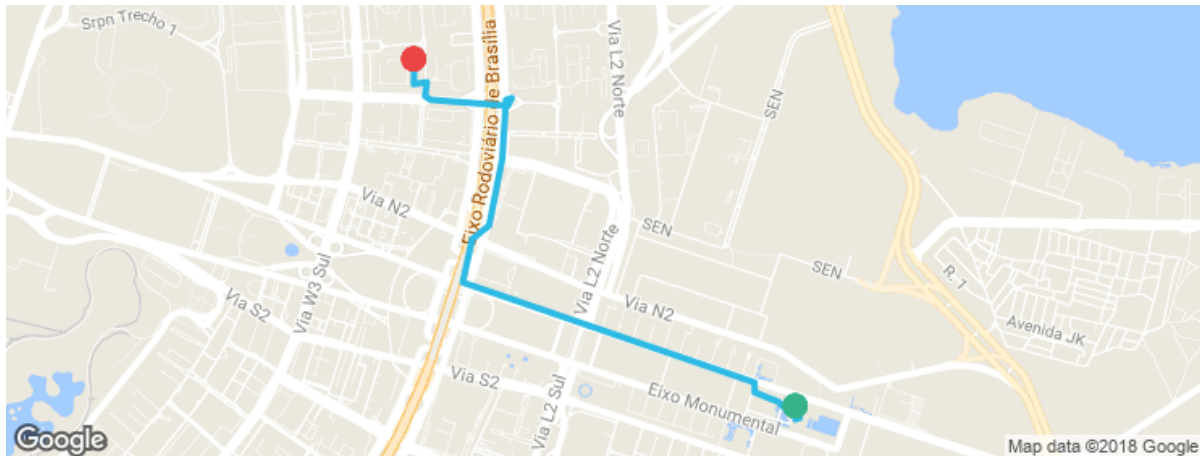 Srpn Trecho 1
Eixo Rodoviário de Brasília
Via L2 Norte
SEN
Via N2
SEN
Via L2 Norte
SEN
Via W3 Sul
Via S2
Via N2
R. 1
Avenida JK
Via S2
Via L2 Sul
Eixo Monumental
Google
Map data ©2018 Google